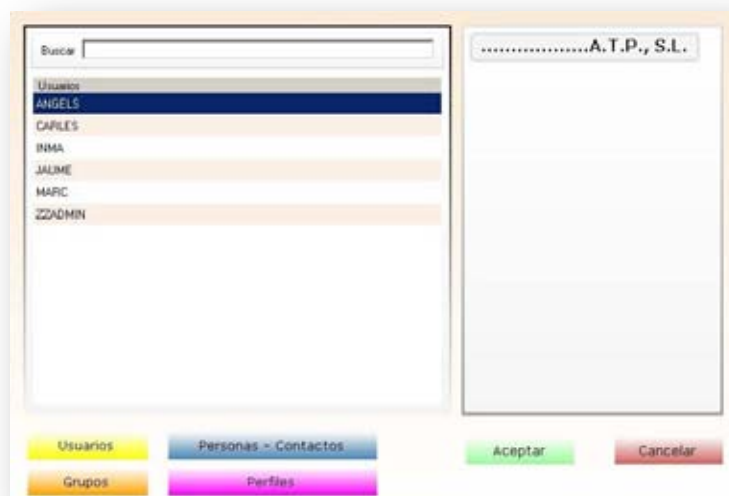 Buscar
..................A.T.P., S.L.
Usuarios
ANGELS
CARLES
INMA
JAUME
MARC
ZZADMIN
Usuarios
Personas - Contactos
Aceptar
Cancelar
Grupos
Perfiles